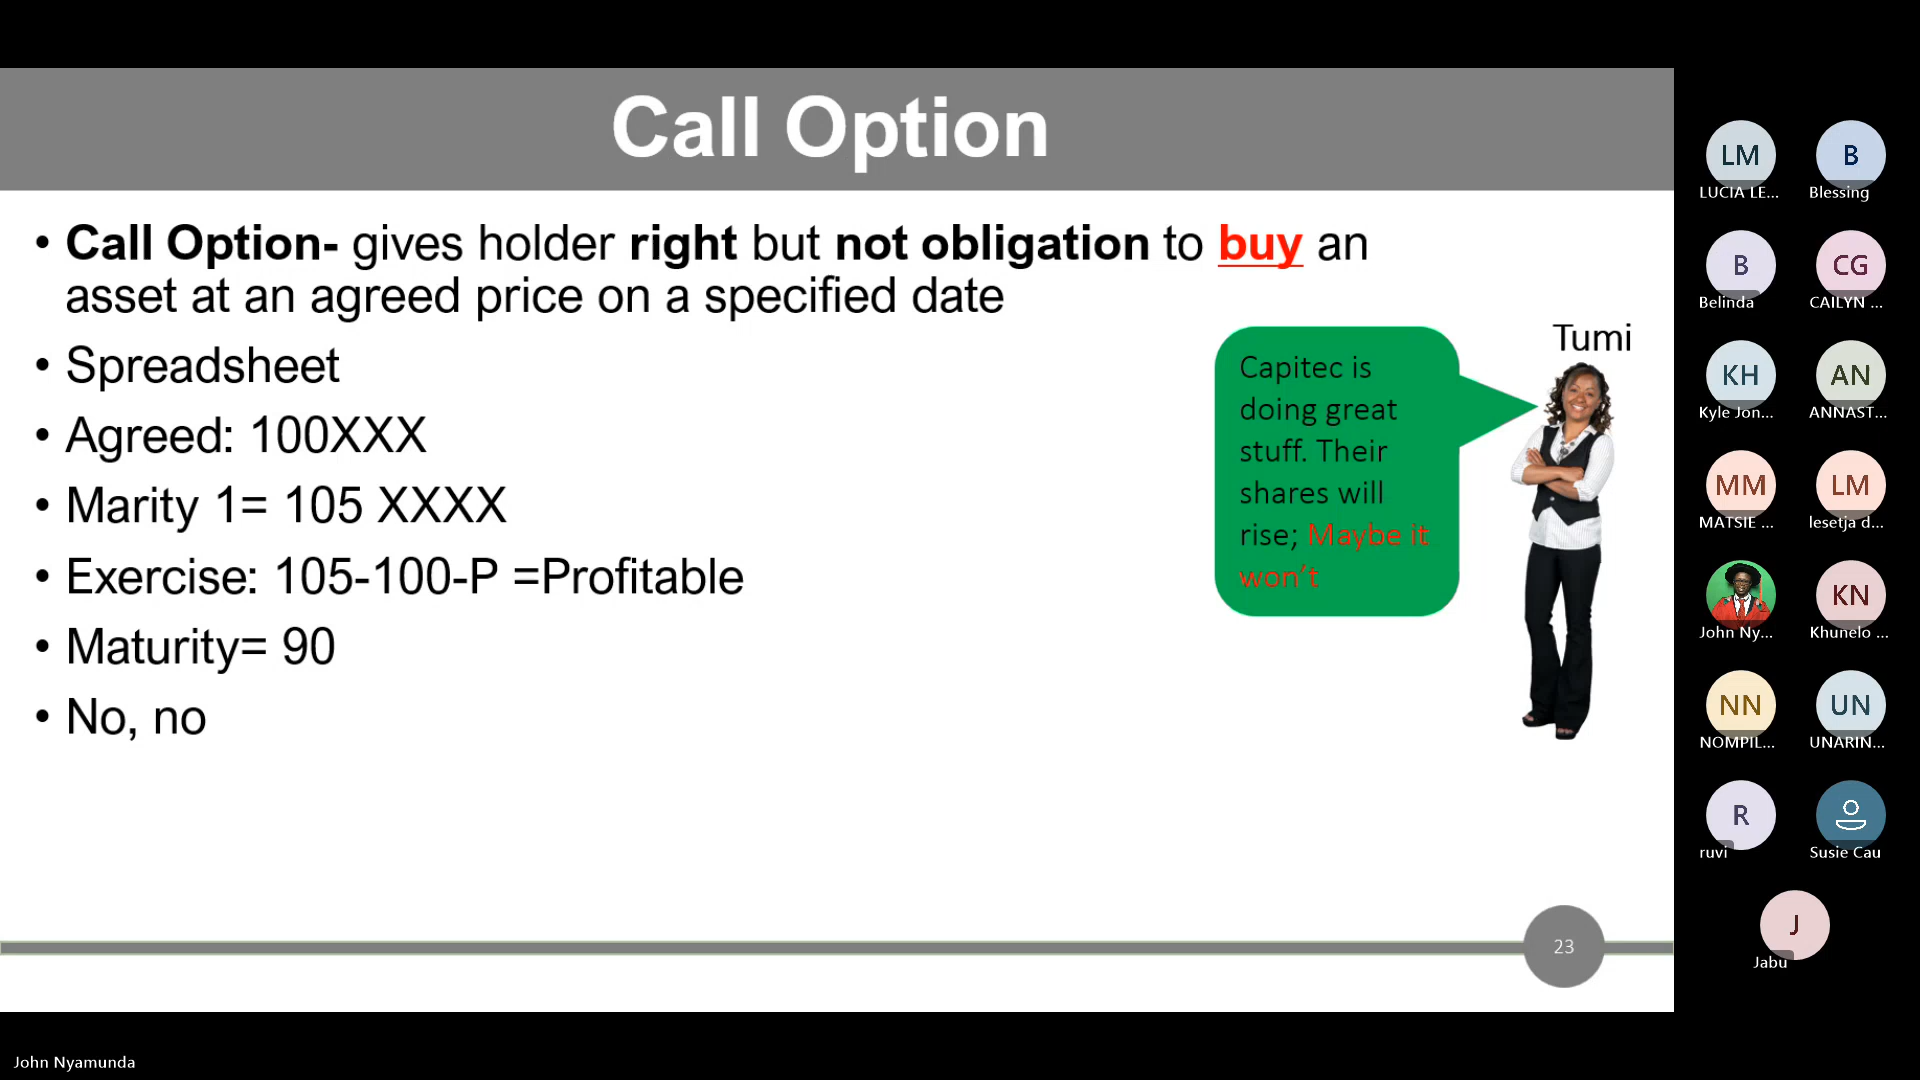 Call Option
• Call Option- gives holder right but not obligation to buy an
asset at an agreed price on a specified date
• Spreadsheet
• Agreed: 100XXX
• Marity 1= 105 XXXX
• Exercise: 105-100-P =Profitable
• Maturity= 90
• No, no
Tumi
Capitec is
doing great
stuff. Their
shares will
rise; Maybe it
won't
23
LM
LUCIA LE...
B
Blessing
B
Belinda
CG
CAILYN ...
KH
Kyle Jon...
AN
ANNAST...
MM
MATSIE ...
LM
lesetja d...
John Ny...
KN
Khunelo ...
NN
NOMPIL...
UN
UNARIN...
R
ruvi
Susie Cau
J
Jabu
John Nyamunda